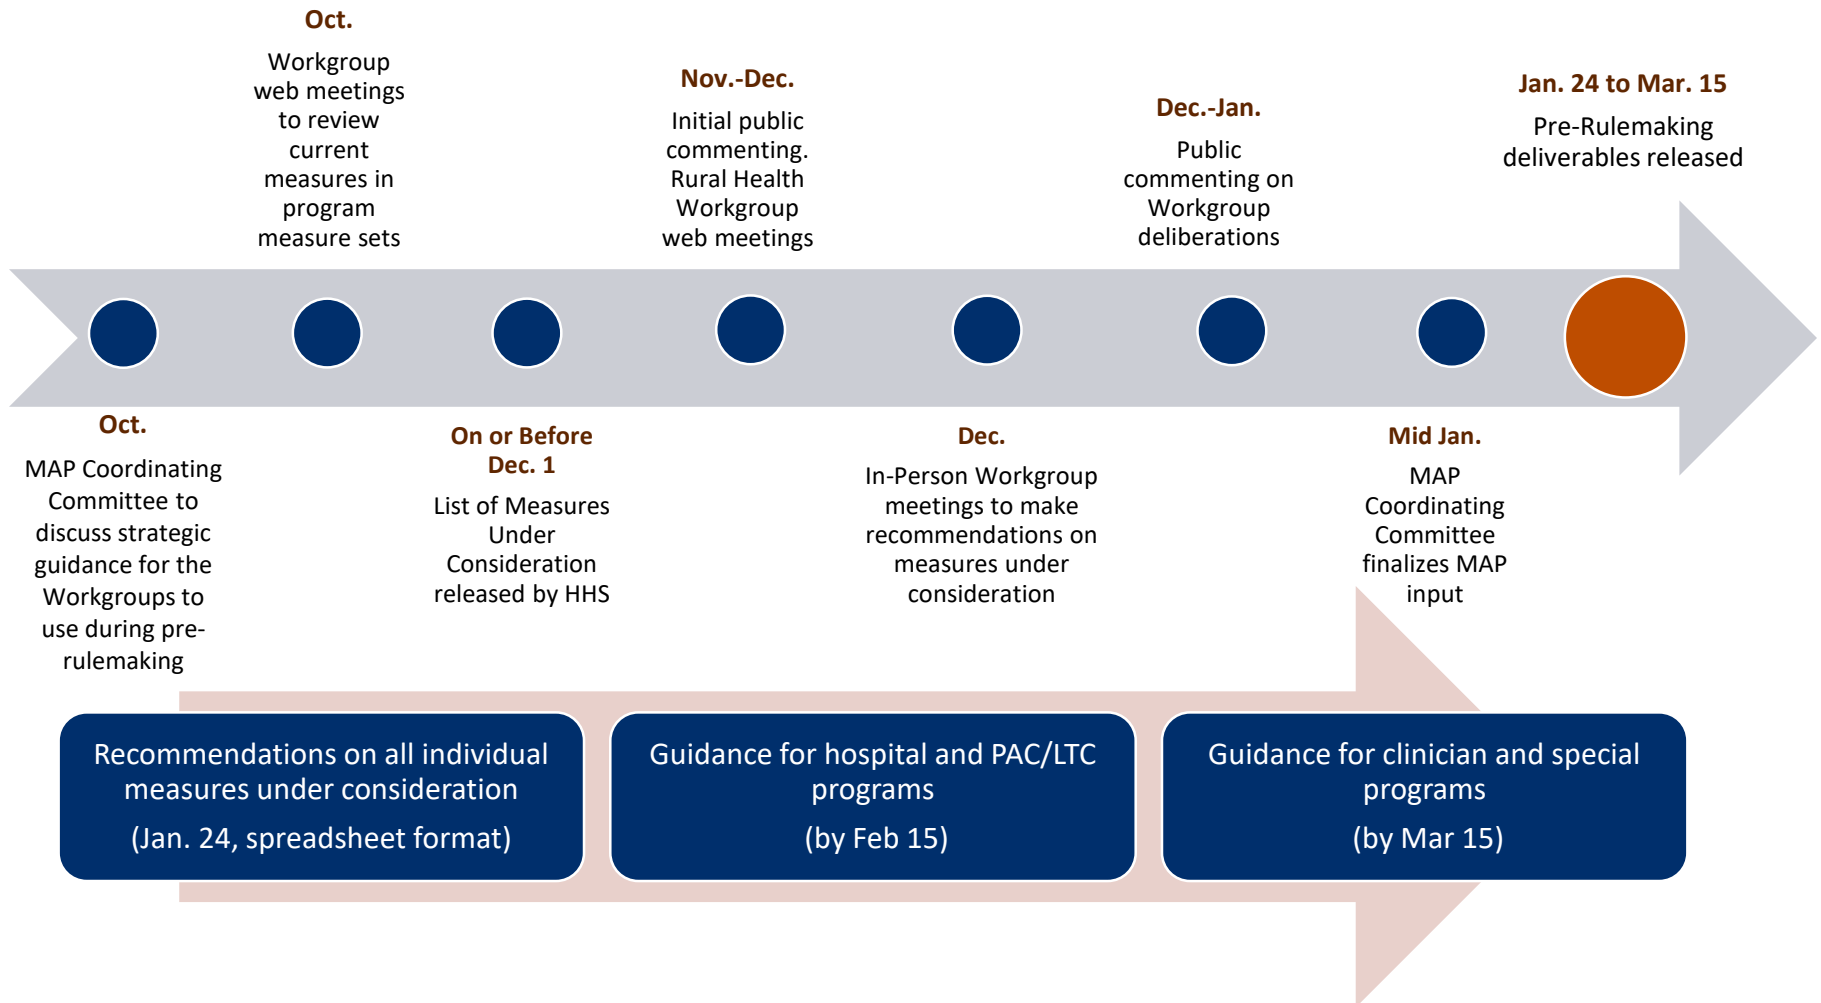 Oct.
Workgroup
web meetings
to review
current
measures in
program
measure sets
Nov.-Dec.
Initial public
commenting.
Rural Health
Workgroup
web meetings
Dec.-Jan.
Public
commenting on
Workgroup
deliberations
Jan. 24 to Mar. 15
Pre-Rulemaking
deliverables released
Oct.
MAP Coordinating
Committee to
discuss strategic
guidance for the
Workgroups to
use during pre-
rulemaking
On or Before
Dec. 1
List of Measures
Under
Consideration
released by HHS
Dec.
In-Person Workgroup
meetings to make
recommendations on
measures under
consideration
Mid Jan.
MAP
Coordinating
Committee
finalizes MAP
input
Recommendations on all individual
measures under consideration
(Jan. 24, spreadsheet format)
Guidance for hospital and PAC/LTC
programs
(by Feb 15)
Guidance for clinician and special
programs
(by Mar 15)